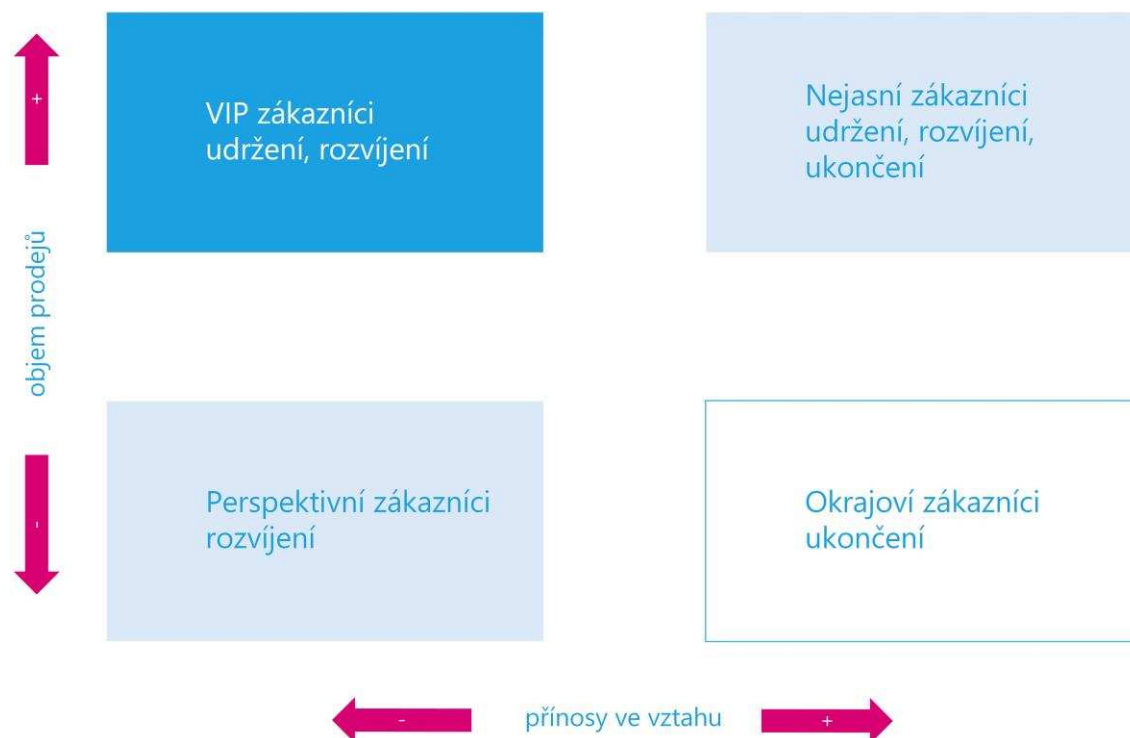 +
VIP zákazníci
udržení, rozvíjení
Nejasní zákazníci
udržení, rozvíjení,
ukončení
objem prodejů
-
Perspektivní zákazníci
rozvíjení
Okrajoví zákazníci
ukončení
-
přínosy ve vztahu
+